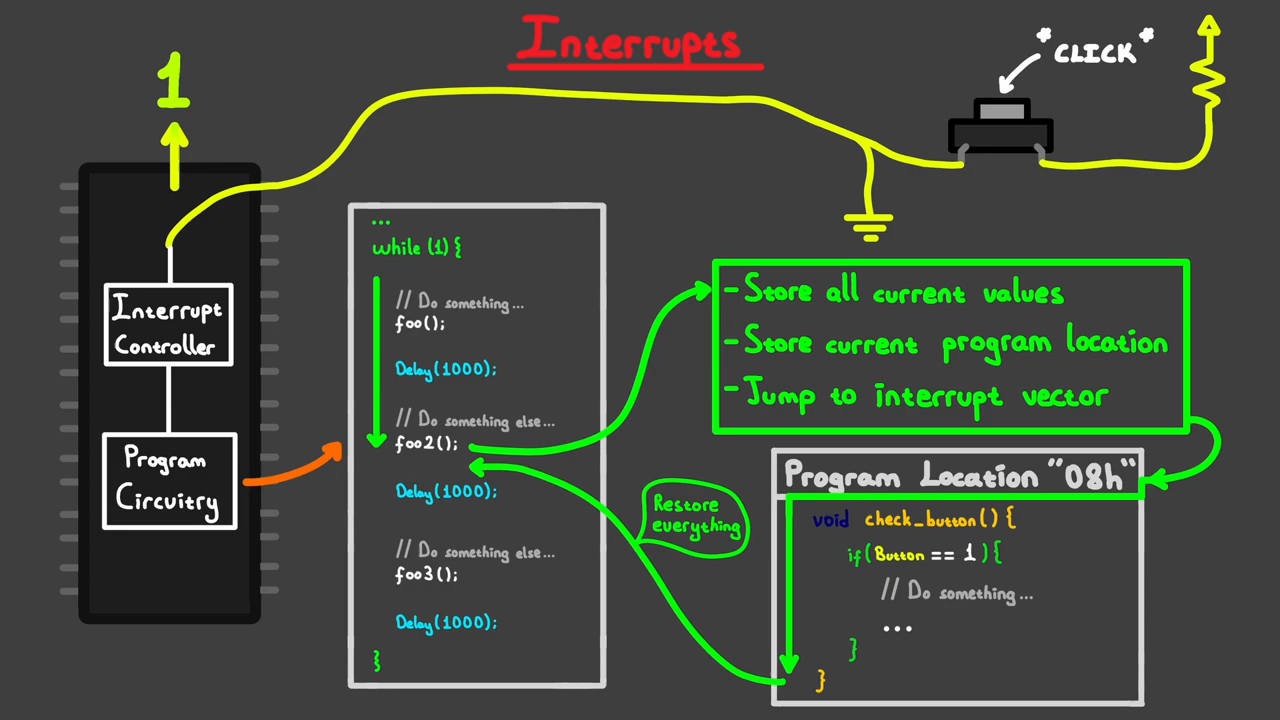 Interrupts
1
*CLICK*
Interrupt
Controller
Program
Circuitry
...
while (1) {
// Do something...
foo();
Delay(1000);
// Do something else...
foo2();
Delay(1000);
// Do something else...
foo3();
Delay(1000);
}
- Store all current values
- Store current program location
- Jump to interrupt vector
Restore
everything
Program Location "08h"
void check_button() {
if(Button == 1 ) {
// Do something...
...
}
}